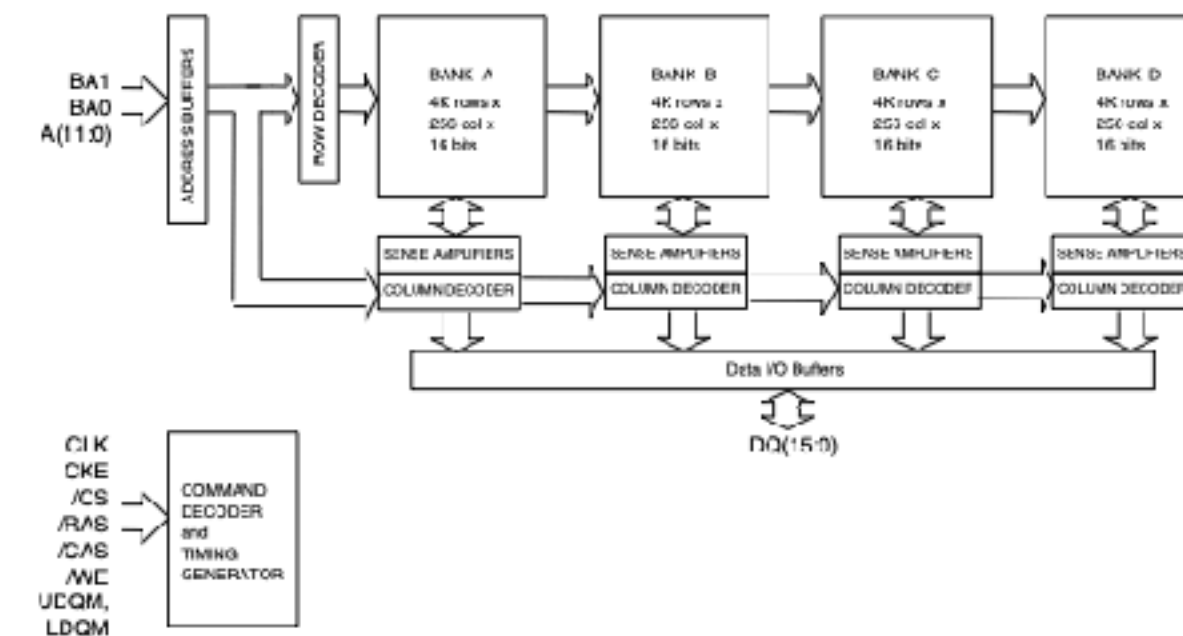 BA1
BA0
A(11:0)
ADDRESS BUFFERS
ROW DECODER
BANK A
4K rows x
256 col x
16 bits
BANK B
4K rows x
256 col x
16 bits
BANK C
4K rows x
256 col x
16 bits
BANK D
4K rows x
256 col x
16 bits
SENSE AMPLIFIERS
COLUMN DECODER
SENSE AMPLIFIERS
COLUMN DECODER
SENSE AMPLIFIERS
COLUMN DECODER
SENSE AMPLIFIERS
COLUMN DECODER
Data I/O Buffers
DQ(15:0)
CLK
CKE
/CS
/RAS
/CAS
/WE
UDQM,
LDQM
COMMAND
DECODER
and
TIMING
GENERATOR